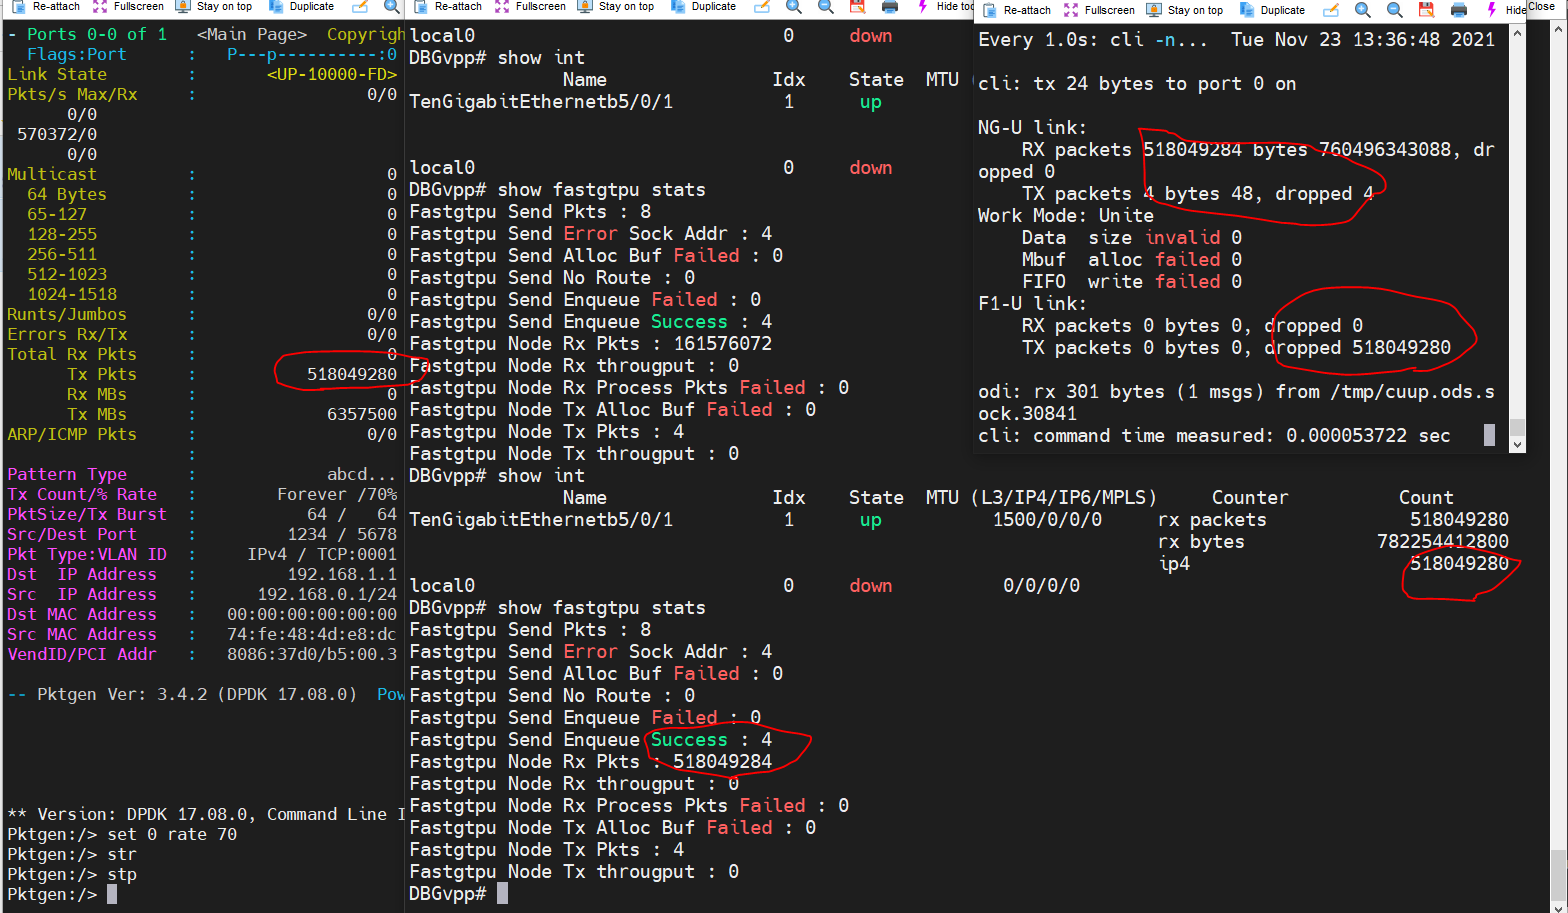 Re-attach Fullscreen Stay on top Duplicate
- Ports 0-0 of 1 <Main Page> Copyrigh
Flags:Port : P---p----------:0
Link State : <UP-10000-FD>
Pkts/s Max/Rx : 0/0
0/0
570372/0
0/0
Multicast : 0
64 Bytes : 0
65-127 : 0
128-255 : 0
256-511 : 0
512-1023 : 0
1024-1518 : 0
Runts/Jumbos : 0/0
Errors Rx/Tx : 0/0
Total Rx Pkts : 0
Tx Pkts : 518049280
Rx MBs : 0
Tx MBs : 6357500
ARP/ICMP Pkts : 0/0
:
Pattern Type : abcd...
Tx Count/% Rate : Forever /70%
PktSize/Tx Burst : 64 / 64
Src/Dest Port : 1234 / 5678
Pkt Type:VLAN ID : IPv4 / TCP:0001
Dst IP Address : 192.168.1.1
Src IP Address : 192.168.0.1/24
Dst MAC Address : 00:00:00:00:00:00
Src MAC Address : 74:fe:48:4d:e8:dc
VendID/PCI Addr : 8086:37d0/b5:00.3
-- Pktgen Ver: 3.4.2 (DPDK 17.08.0) Pow
** Version: DPDK 17.08.0, Command Line I
Pktgen:/> set 0 rate 70
Pktgen:/> str
Pktgen:/> stp
Pktgen:/>
Re-attach Fullscreen Stay on top Duplicate Hide too
local0 0 down
DBGvpp# show int
Name Idx State MTU (
TenGigabitEthernetb5/0/1 1 up
local0 0 down
DBGvpp# show fastgtpu stats
Fastgtpu Send Pkts : 8
Fastgtpu Send Error Sock Addr : 4
Fastgtpu Send Alloc Buf Failed : 0
Fastgtpu Send No Route : 0
Fastgtpu Send Enqueue Failed : 0
Fastgtpu Send Enqueue Success : 4
Fastgtpu Node Rx Pkts : 161576072
Fastgtpu Node Rx througput : 0
Fastgtpu Node Rx Process Pkts Failed : 0
Fastgtpu Node Tx Alloc Buf Failed : 0
Fastgtpu Node Tx Pkts : 4
Fastgtpu Node Tx througput : 0
DBGvpp# show int
Name Idx State MTU (L3/IP4/IP6/MPLS) Counter Count
TenGigabitEthernetb5/0/1 1 up 1500/0/0/0 rx packets 518049280
rx bytes 782254412800
ip4 518049280
local0 0 down 0/0/0/0
DBGvpp# show fastgtpu stats
Fastgtpu Send Pkts : 8
Fastgtpu Send Error Sock Addr : 4
Fastgtpu Send Alloc Buf Failed : 0
Fastgtpu Send No Route : 0
Fastgtpu Send Enqueue Failed : 0
Fastgtpu Send Enqueue Success : 4
Fastgtpu Node Rx Pkts : 518049284
Fastgtpu Node Rx througput : 0
Fastgtpu Node Rx Process Pkts Failed : 0
Fastgtpu Node Tx Alloc Buf Failed : 0
Fastgtpu Node Tx Pkts : 4
Fastgtpu Node Tx througput : 0
DBGvpp#
Re-attach Fullscreen Stay on top Duplicate Hide Close
Every 1.0s: cli -n... Tue Nov 23 13:36:48 2021
cli: tx 24 bytes to port 0 on
NG-U link:
RX packets 518049284 bytes 760496343088, dr
opped 0
TX packets 4 bytes 48, dropped 4
Work Mode: Unite
Data size invalid 0
Mbuf alloc failed 0
FIFO write failed 0
F1-U link:
RX packets 0 bytes 0, dropped 0
TX packets 0 bytes 0, dropped 518049280
odi: rx 301 bytes (1 msgs) from /tmp/cuup.ods.s
ock.30841
cli: command time measured: 0.000053722 sec